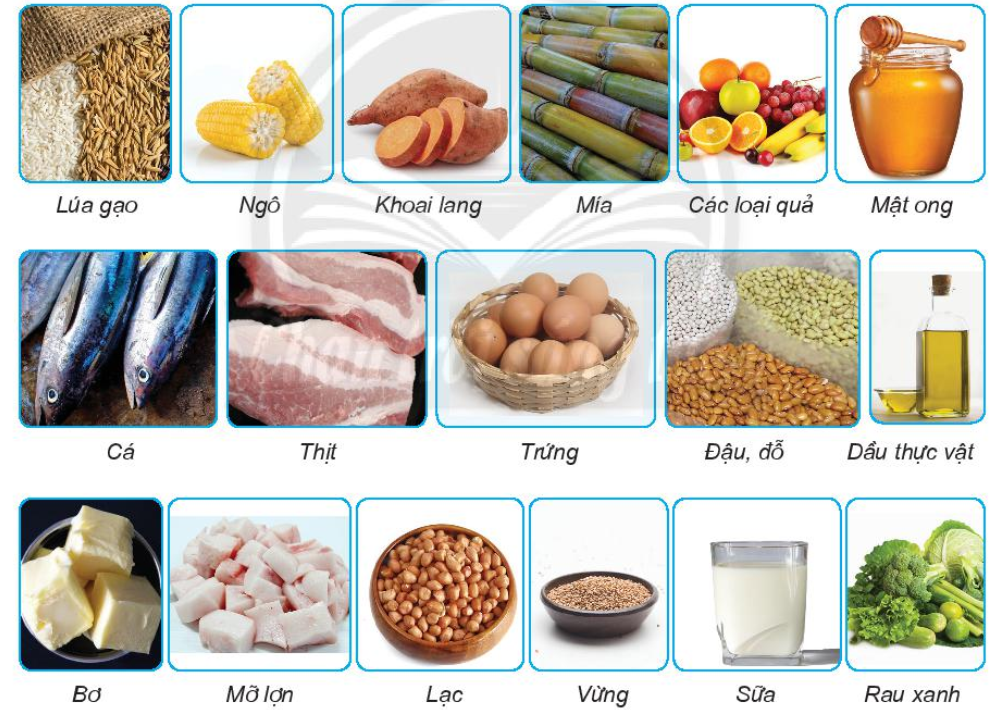 Lúa gạo Ngô Khoai lang Mía Các loại quả Mật ong
Cá Thịt Trứng Đậu, đỗ Dầu thực vật
Bơ Mỡ lợn Lạc Vừng Sữa Rau xanh